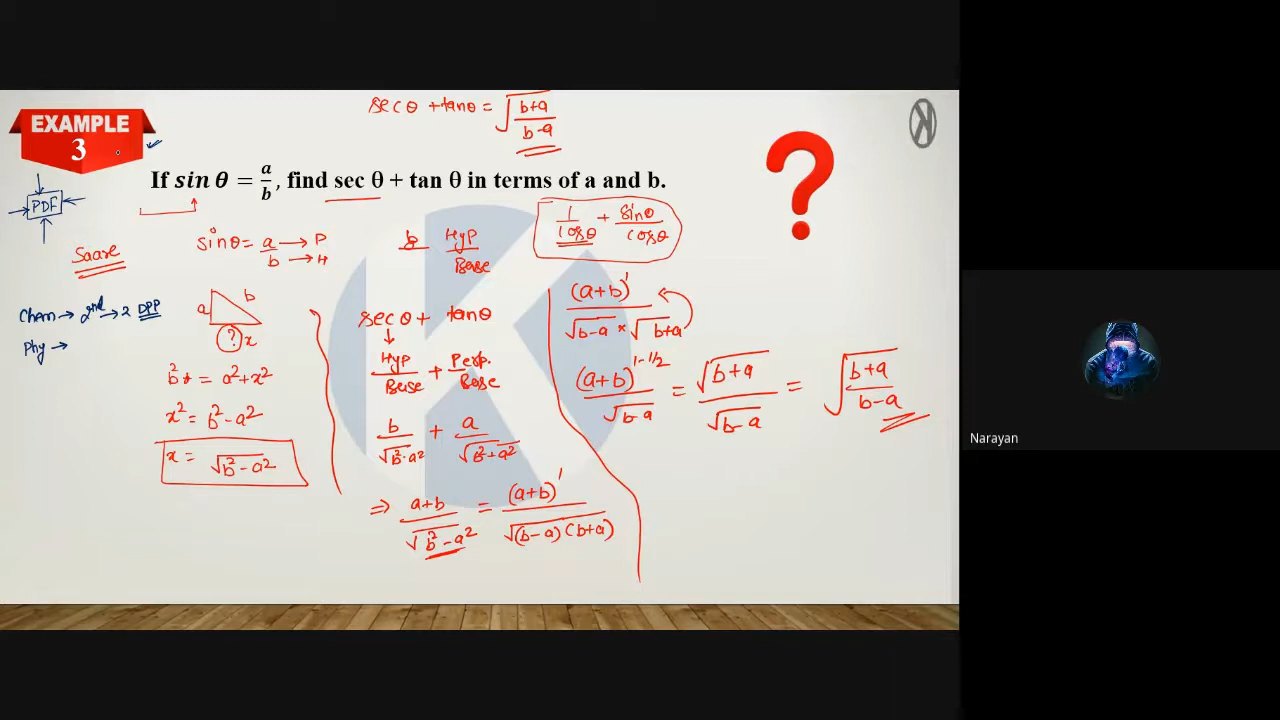 sec θ + tan θ = √(b+a)/(b-a)
EXAMPLE
3
If sin θ = a/b, find sec θ + tan θ in terms of a and b.
PDF
Saare
Chem → 2nd → 2 DPP
Phy →
sin θ = a/b → P
→ H
a b
? x
b² = a² + x²
x² = b² - a²
x = √b² - a²
b Hyp/Base
sec θ + tan θ
Hyp/Base + Perp./Base
b/√b²-a² + a/√b²+a²
⇒ a+b/√b²-a² = (a+b)¹/√(b-a)(b+a)
1/cos θ + sin θ/cos θ
(a+b)¹/√b-a × √b+a
(a+b)^1-1/2/√b-a = √b+a/√b-a = √b+a/b-a
Narayan